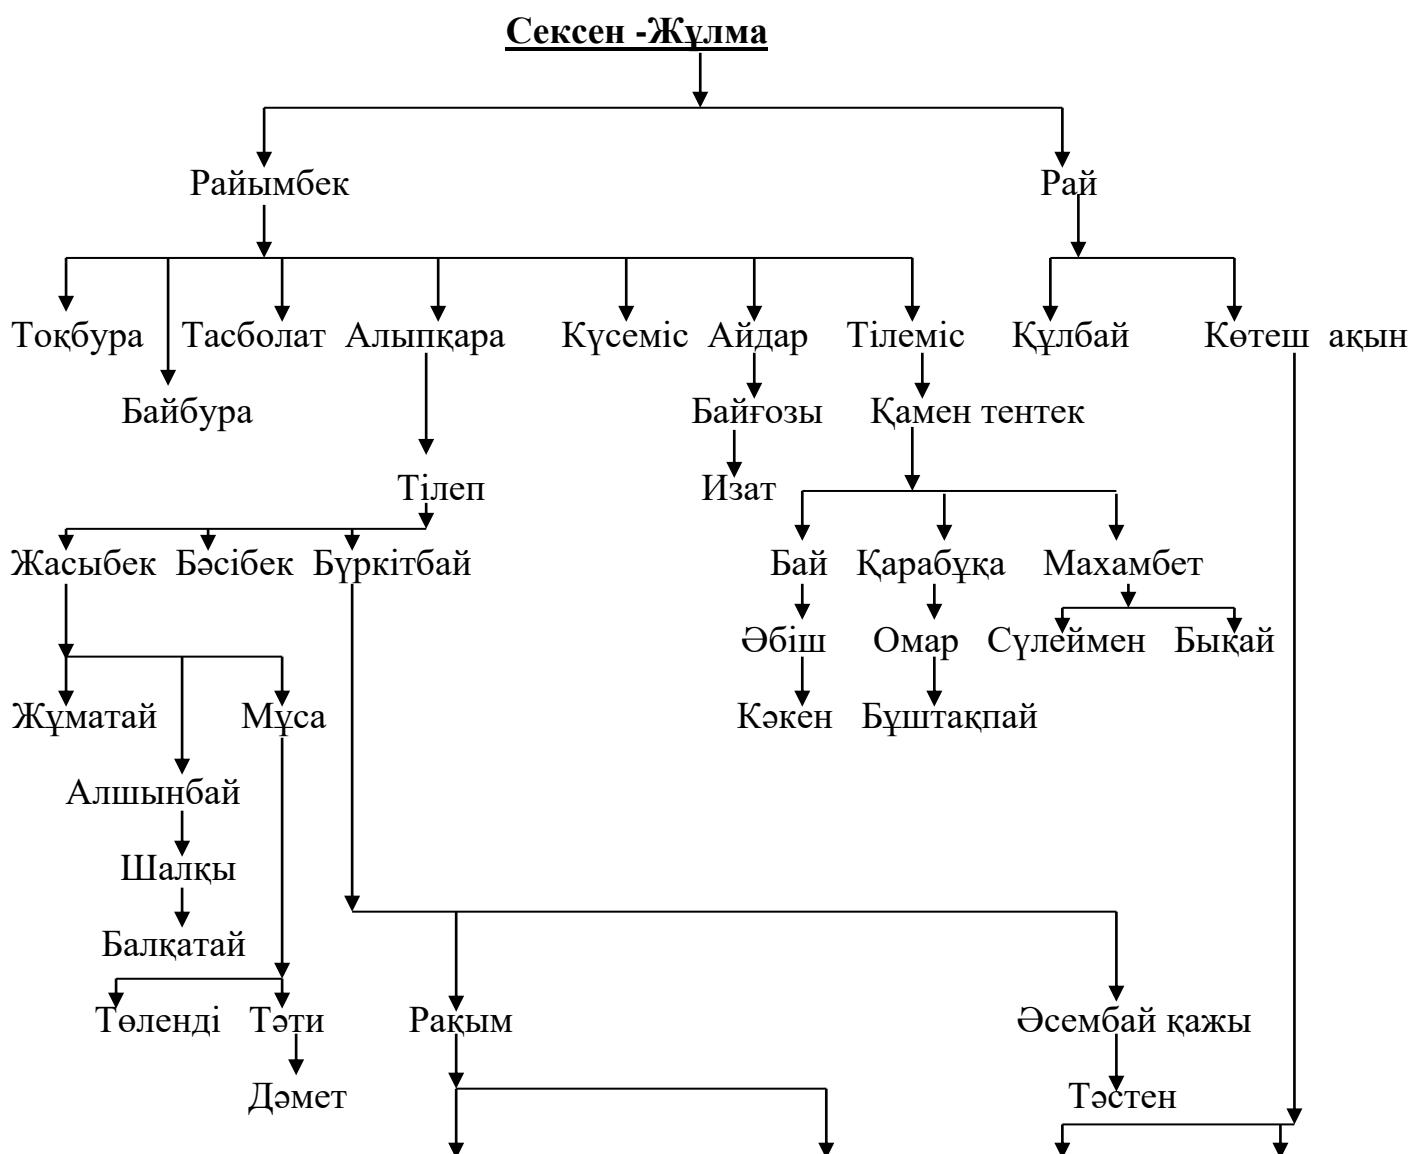 Сексен -Жұлма
Райымбек Рай
Тоқбура Тасболат Алыпқара Күсеміс Айдар Тілеміс Құлбай Көтеш ақын
Байбура Байғозы Қамен тентек
Тілеп Изат
Жасыбек Бәсібек Бүркітбай Бай Қарабұқа Махамбет
Әбіш Омар Сүлеймен Бықай
Жұматай Мұса Кәкен Бұштақпай
Алшынбай
Шалқы
Балқатай
Төленді Тәти Рақым Әсембай қажы
Дәмет Тәстен